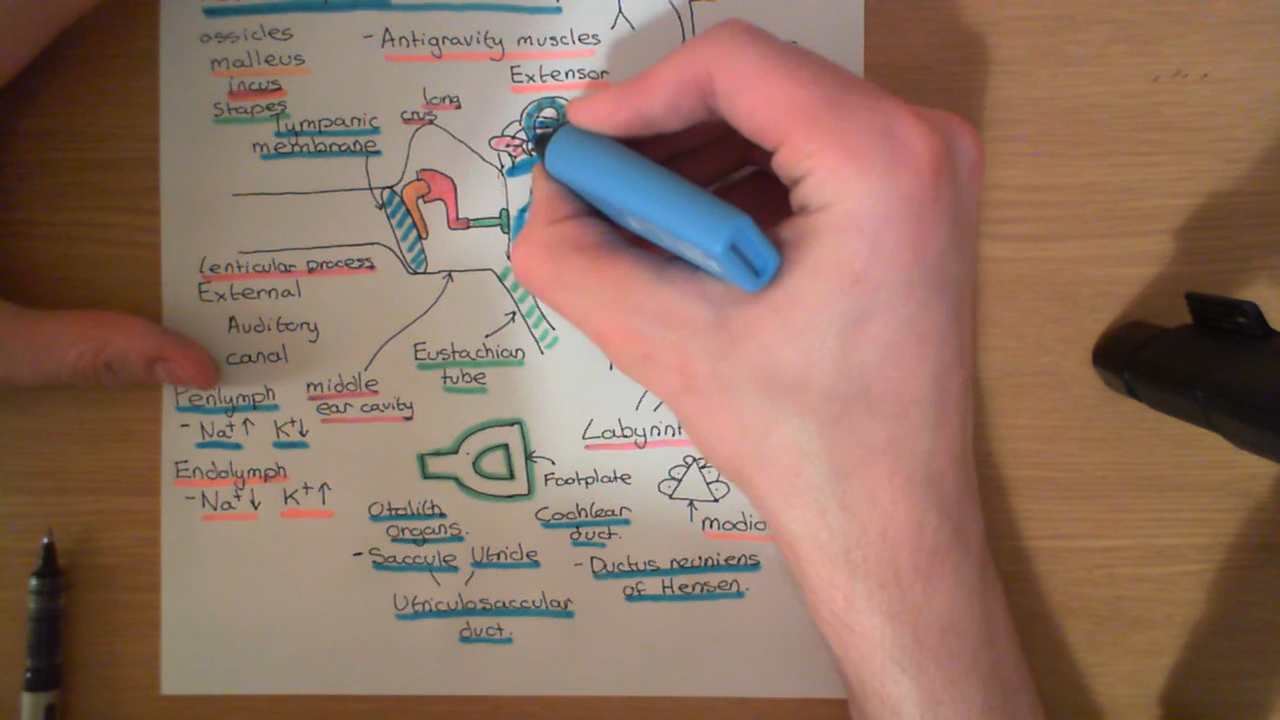 ossicles
malleus
incus
stapes
- Antigravity muscles
Extensor
long
crus
Tympanic
membrane
Lenticular process
External
Auditory
canal
Eustachian
tube
middle
ear cavity
Perilymph
- Na+↑ K+↓
Endolymph
- Na+↓ K+↑
Footplate
Otolith
organs.
- Saccule Utricle
Utriculosaccular
duct.
Cochlear
duct.
- Ductus reuniens
of Hensen.
Labyrint
modio